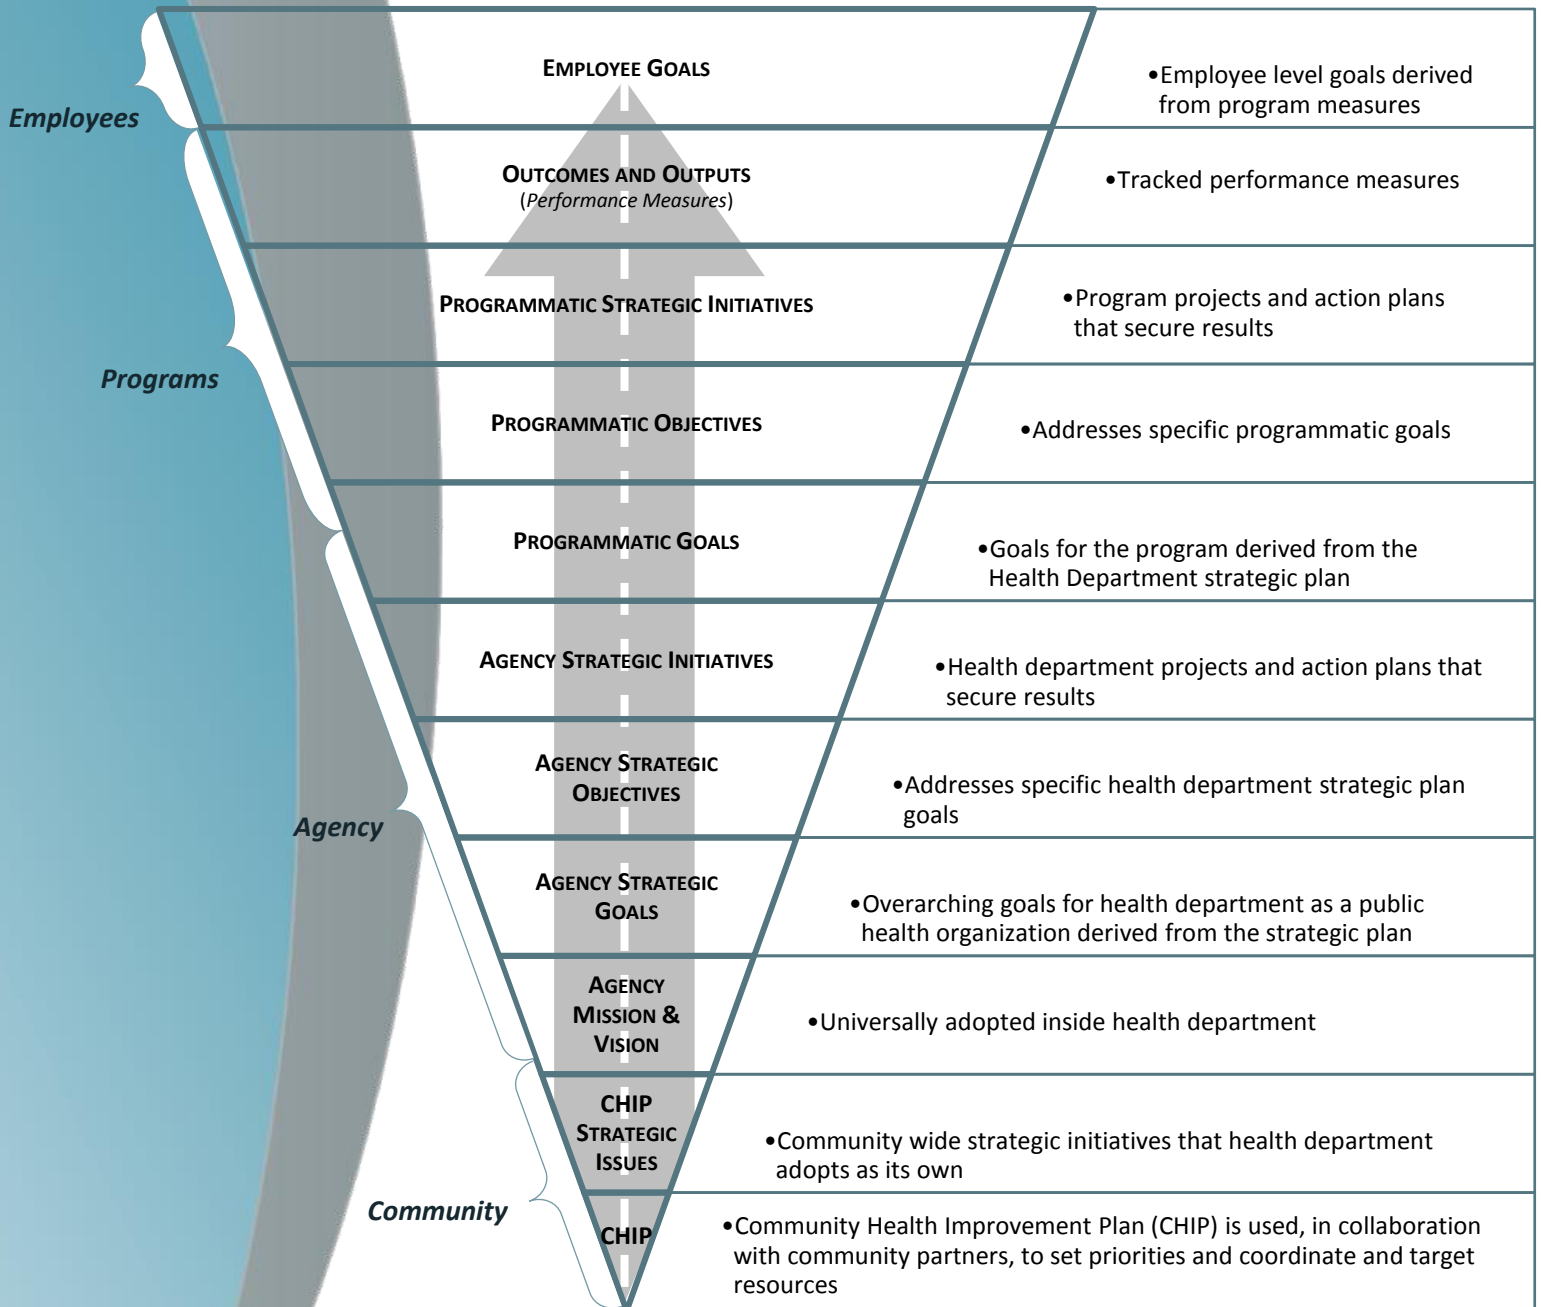 EMPLOYEE GOALS
•Employee level goals derived
from program measures
Employees
OUTCOMES AND OUTPUTS
(Performance Measures)
•Tracked performance measures
PROGRAMMATIC STRATEGIC INITIATIVES
•Program projects and action plans
that secure results
Programs
PROGRAMMATIC OBJECTIVES
•Addresses specific programmatic goals
PROGRAMMATIC GOALS
•Goals for the program derived from the
Health Department strategic plan
AGENCY STRATEGIC INITIATIVES
•Health department projects and action plans that
secure results
AGENCY STRATEGIC
OBJECTIVES
•Addresses specific health department strategic plan
goals
Agency
AGENCY STRATEGIC
GOALS
•Overarching goals for health department as a public
health organization derived from the strategic plan
AGENCY
MISSION &
VISION
•Universally adopted inside health department
CHIP
STRATEGIC
ISSUES
•Community wide strategic initiatives that health department
adopts as its own
Community
CHIP
•Community Health Improvement Plan (CHIP) is used, in collaboration
with community partners, to set priorities and coordinate and target
resources